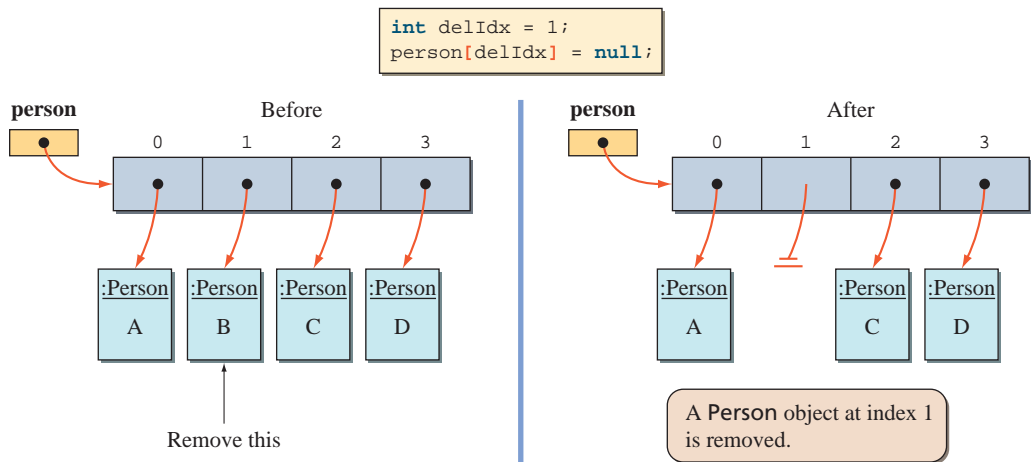 int delIdx = 1;
person[delIdx] = null;
person
Before
0 1 2 3
:Person
A
:Person
B
:Person
C
:Person
D
Remove this
person
After
0 1 2 3
:Person
A
:Person
C
:Person
D
A Person object at index 1
is removed.